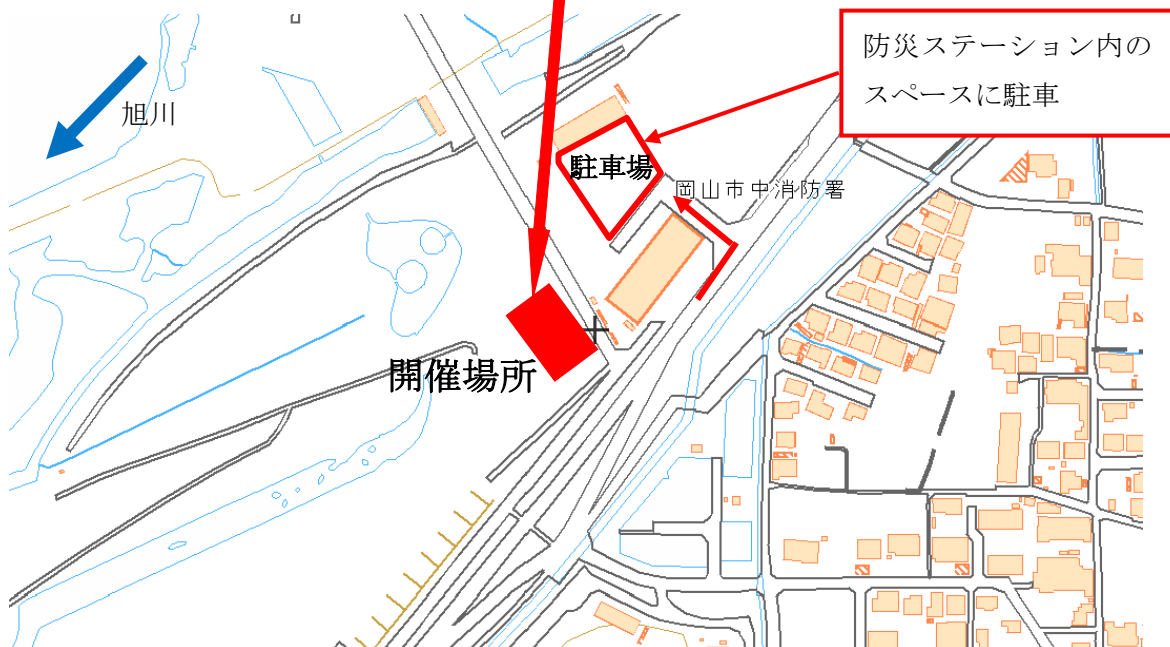 防災ステーション内の
スペースに駐車
旭川
駐車場
岡山市中消防署
開催場所